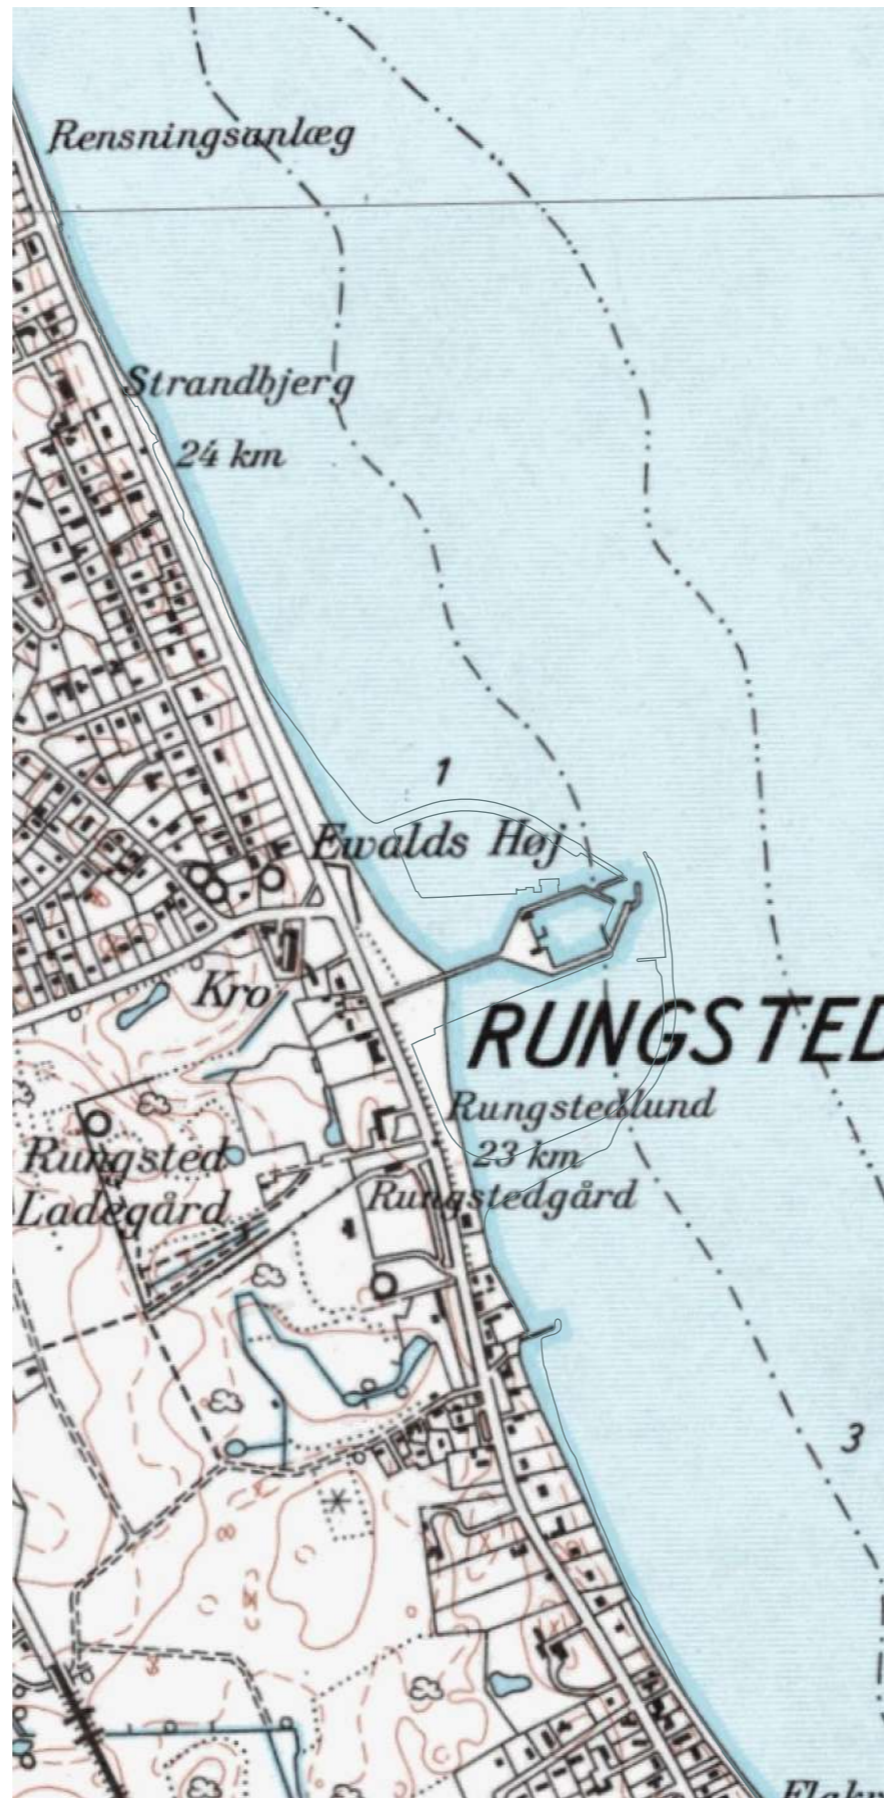 Rensningsanlæg
Strandbjerg
24 km
1
Ewalds Høj
Kro
RUNGSTED
Rungstedlund
23 km
Rungsted
Ladegård
Rungstedgård
3